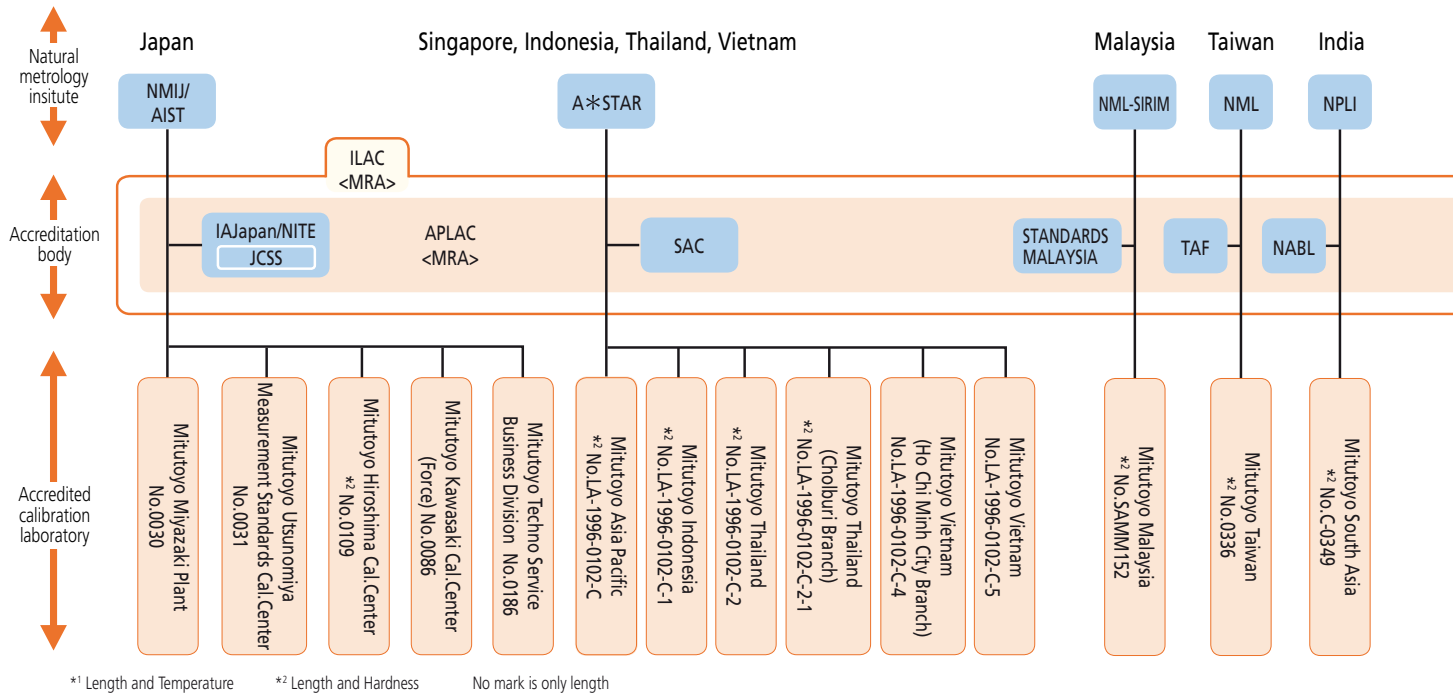 Natural
metrology
insitute
Japan
Singapore, Indonesia, Thailand, Vietnam
Malaysia
Taiwan
India
NMIJ/
AIST
A＊STAR
NML-SIRIM
NML
NPLI
ILAC
<MRA>
Accreditation
body
IAJapan/NITE
JCSS
APLAC
<MRA>
SAC
STANDARDS
MALAYSIA
TAF
NABL
Accredited
calibration
laboratory
Mitutoyo Miyazaki Plant
No.0030
Mitutoyo Utsunomiya
Measurement Standards Cal.Center
No.0031
Mitutoyo Hiroshima Cal.Center
*2 No.0109
Mitutoyo Kawasaki Cal.Center
(Force) No.0086
Mitutoyo Techno Service
Business Division No.0186
Mitutoyo Asia Pacific
*2 No.LA-1996-0102-C
Mitutoyo Indonesia
*2 No.LA-1996-0102-C-1
Mitutoyo Thailand
*2 No.LA-1996-0102-C-2
Mitutoyo Thailand
(Cholburi Branch)
*2 No.LA-1996-0102-C-2-1
Mitutoyo Vietnam
(Ho Chi Minh City Branch)
No.LA-1996-0102-C-4
Mitutoyo Vietnam
No.LA-1996-0102-C-5
Mitutoyo Malaysia
*2 No.SAMM152
Mitutoyo Taiwan
*2 No.0336
Mitutoyo South Asia
*2 No.C-0349
*1 Length and Temperature *2 Length and Hardness No mark is only length